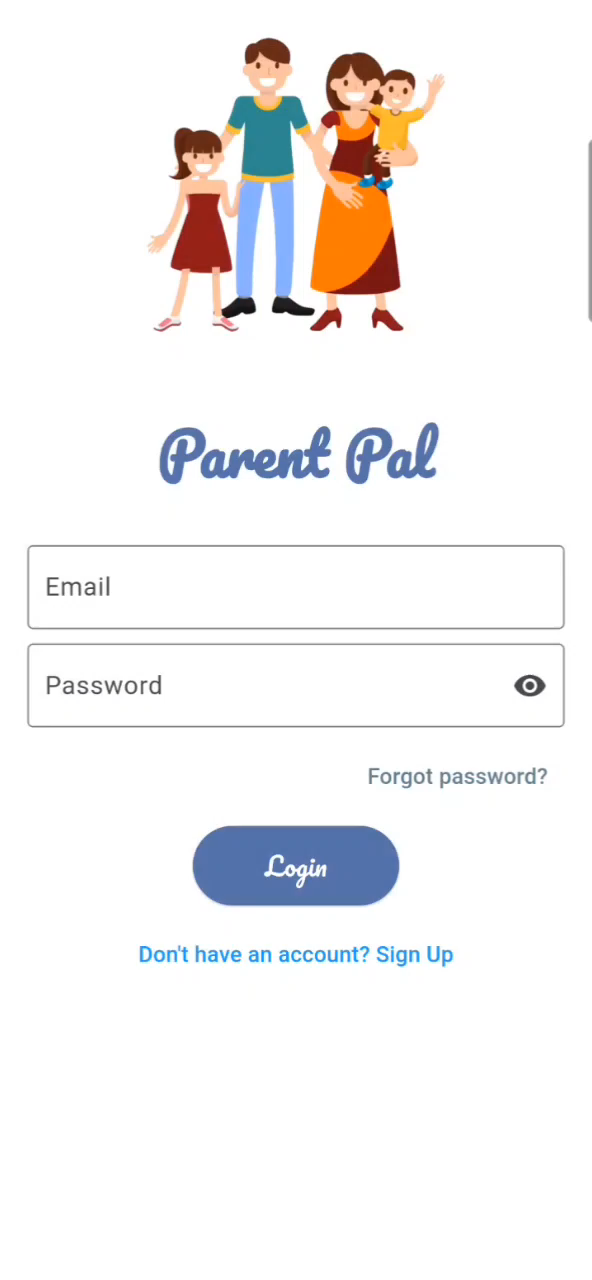 Parent Pal
Email
Password
Forgot password?
Login
Don't have an account? Sign Up